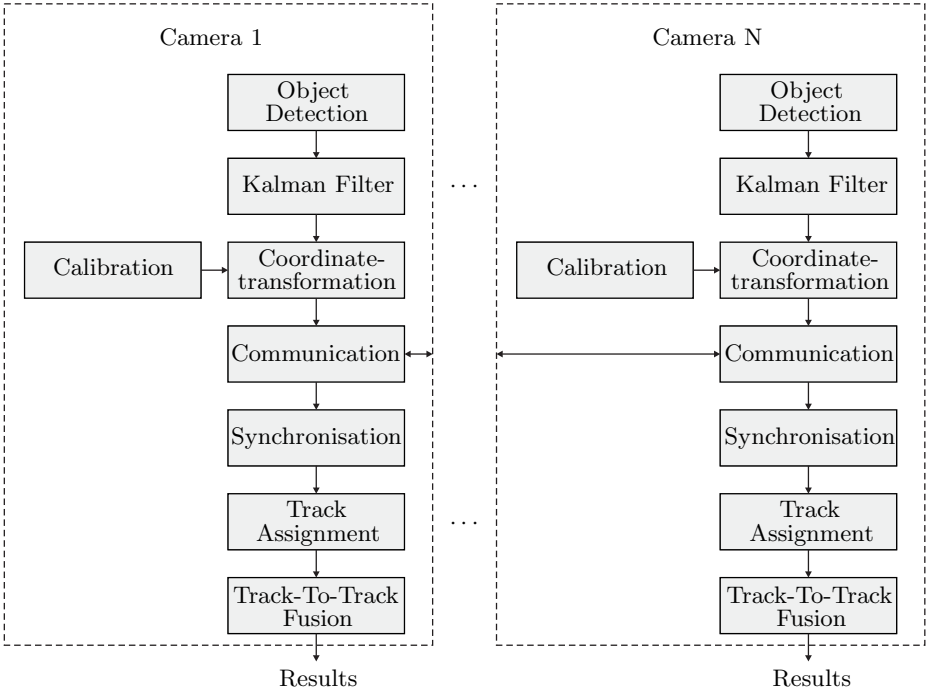 Camera 1
Object
Detection
Kalman Filter
Calibration
Coordinate-
transformation
Communication
Synchronisation
Track
Assignment
Track-To-Track
Fusion
Results
...
...
Camera N
Object
Detection
Kalman Filter
Calibration
Coordinate-
transformation
Communication
Synchronisation
Track
Assignment
Track-To-Track
Fusion
Results